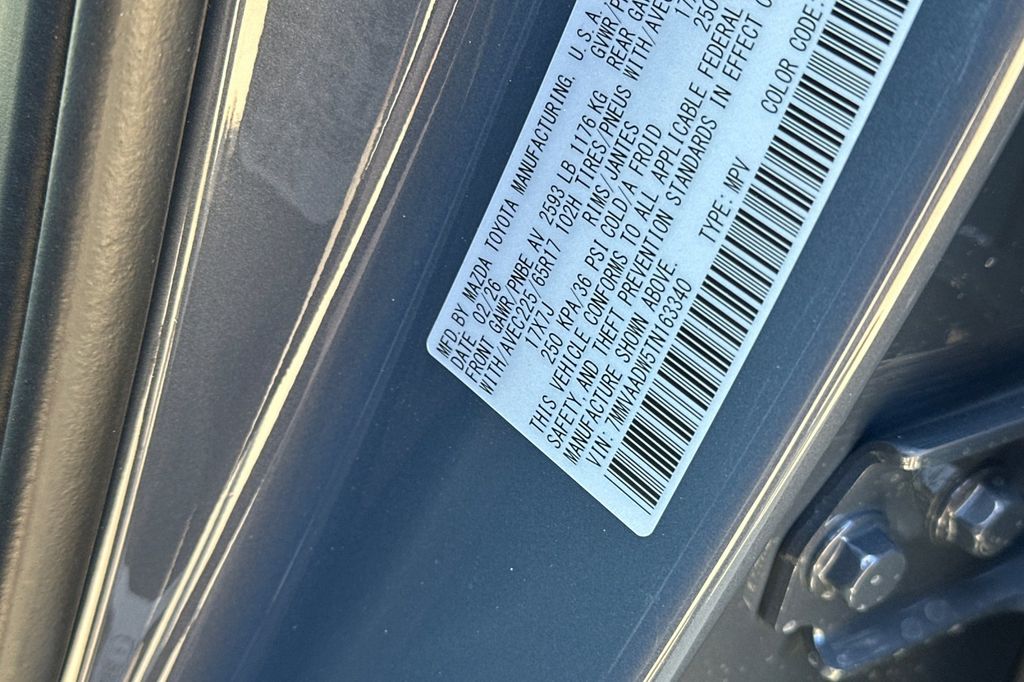 MFD. BY MAZDA TOYOTA MANUFACTURING, U.S.A.
DATE 02/26 GVWR/P
FRONT GAWR/PNBE AV 2593 LB 1176 KG REAR GA
WITH/AVEC225/65R17 102H TIRES/PNEUS WITH/AVEC
17X7J RIMS/JANTES 17
250 KPA/36 PSI COLD/A FROID 250
THIS VEHICLE CONFORMS TO ALL APPLICABLE FEDERAL
SAFETY, AND THEFT PREVENTION STANDARDS IN EFFECT O
MANUFACTURE SHOWN ABOVE.
VIN: 7MMVAADW5TN163340 TYPE: MPV COLOR CODE: